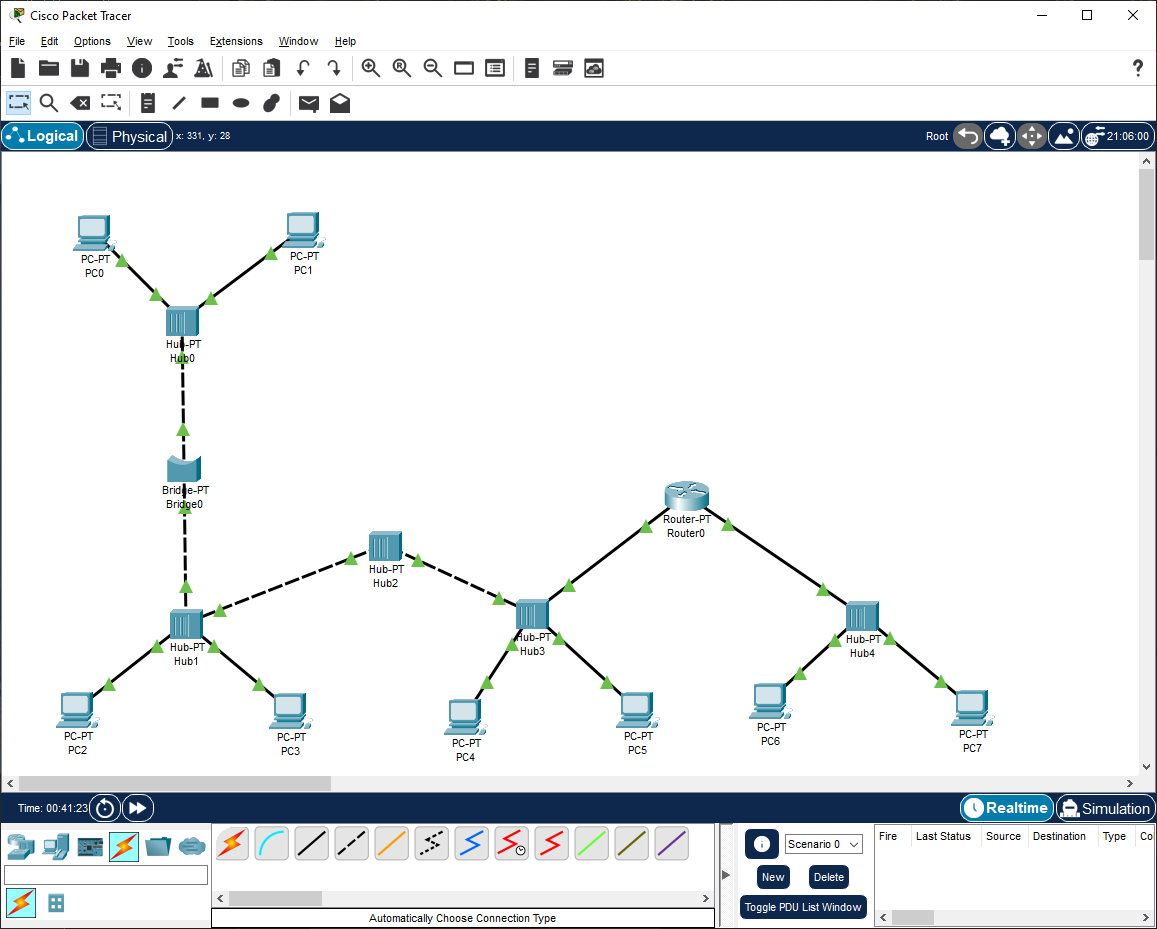 Cisco Packet Tracer
File Edit Options View Tools Extensions Window Help
Logical Physical x: 331, y: 28 Root 21:06:00
PC-PT
PC0
PC-PT
PC1
Hub-PT
Hub0
Bridge-PT
Bridge0
Router-PT
Router0
Hub-PT
Hub2
Hub-PT
Hub1
Hub-PT
Hub3
Hub-PT
Hub4
PC-PT
PC2
PC-PT
PC3
PC-PT
PC4
PC-PT
PC5
PC-PT
PC6
PC-PT
PC7
Time: 00:41:23 Realtime Simulation
Scenario 0
New Delete
Toggle PDU List Window
Fire Last Status Source Destination Type Co
Automatically Choose Connection Type